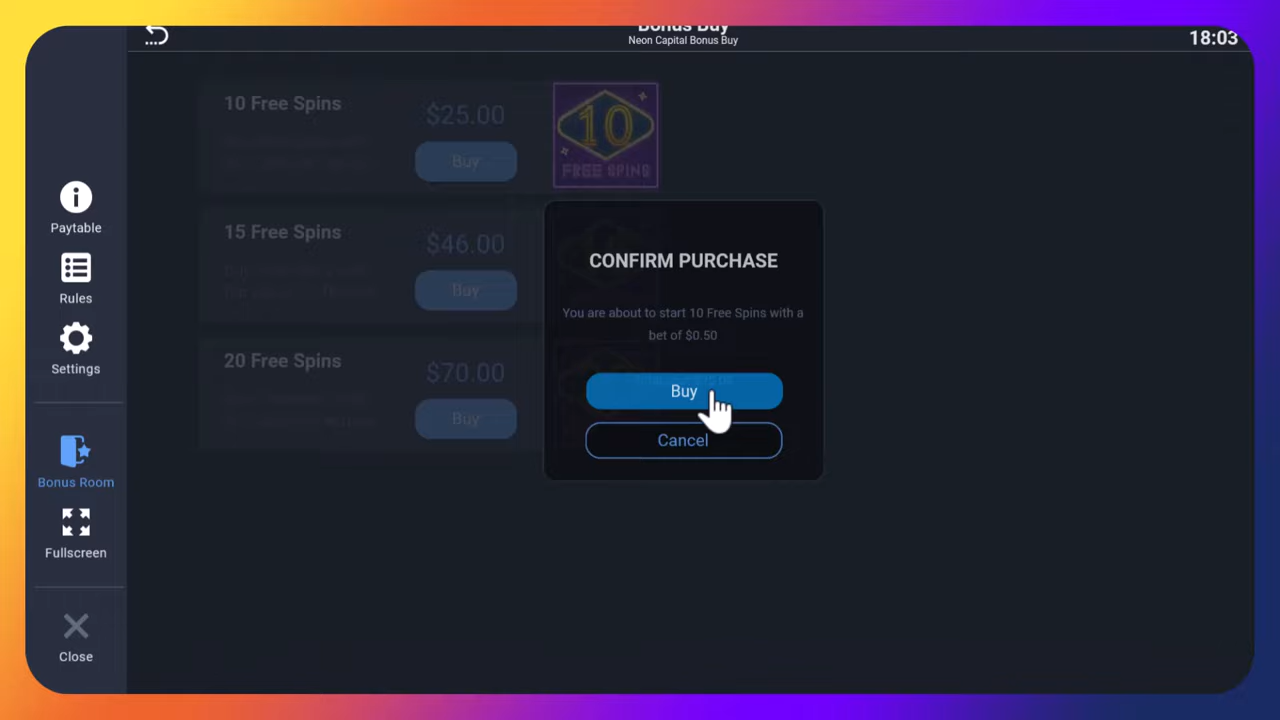 Bonus Buy
Neon Capital Bonus Buy
18:03
10 Free Spins
$25.00
Buy
10
FREE SPINS
15 Free Spins
$46.00
Buy
20 Free Spins
$70.00
Buy
CONFIRM PURCHASE
You are about to start 10 Free Spins with a
bet of $0.50
Buy
Cancel
Paytable
Rules
Settings
Bonus Room
Fullscreen
Close